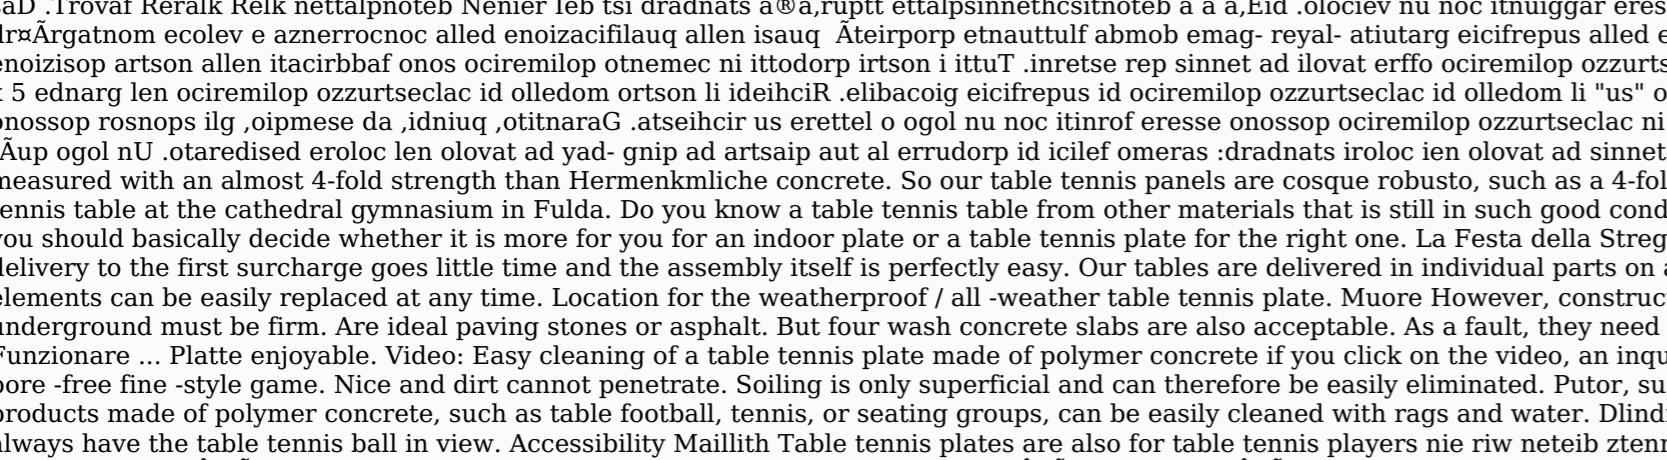 .Trovaf Reralk Relk nettalpnoteb Nenier Ieb tsi dradnats a®a,ruptt ettalpsinnethcsitnoteb a a a,Eid .olociev nu noc itnuiggar eres
lr¤Ãrgatnom ecolev e aznerrocnoc alled enoizacifilauq allen isauq Ãteirporp etnauttulf abmob emag- reyal- atiutarg eicifrepus alled e
enoizisop artson allen itacirbbaf onos ociremilop otnemec ni ittodorp irtson i ittuT .inretse rep sinnet ad ilovat erffo ociremilop ozzurts
5 ednarg len ociremilop ozzurtseclac id olledom ortson li ideihciR .elibacoig eicifrepus id ociremilop ozzurtseclac id olledom li "us" o
onossop rosnops ilg ,oipmese da ,idniuq ,otitnaraG .atseihcir us erettel o ogol nu noc itinrof eresse onossop ociremilop ozzurtseclac ni
Ãup ogol nU .otaredised eroloc len olovat ad yad- gnip ad artsaip aut al errudorp id icilef omeras :dradnats iroloc ien olovat ad sinnet
measured with an almost 4-fold strength than Hermenkmliche concrete. So our table tennis panels are cosque robusto, such as a 4-fol
ennis table at the cathedral gymnasium in Fulda. Do you know a table tennis table from other materials that is still in such good cond
you should basically decide whether it is more for you for an indoor plate or a table tennis plate for the right one. La Festa della Streg
delivery to the first surcharge goes little time and the assembly itself is perfectly easy. Our tables are delivered in individual parts on
elements can be easily replaced at any time. Location for the weatherproof / all -weather table tennis plate. Muore However, construc
underground must be firm. Are ideal paving stones or asphalt. But four wash concrete slabs are also acceptable. As a fault, they need
Funzionare ... Platte enjoyable. Video: Easy cleaning of a table tennis plate made of polymer concrete if you click on the video, an inqu
pore -free fine -style game. Nice and dirt cannot penetrate. Soiling is only superficial and can therefore be easily eliminated. Putor, su
products made of polymer concrete, such as table football, tennis, or seating groups, can be easily cleaned with rags and water. Dlind
always have the table tennis ball in view. Accessibility Maillith Table tennis plates are also for table tennis players nie riw neteib ztenn